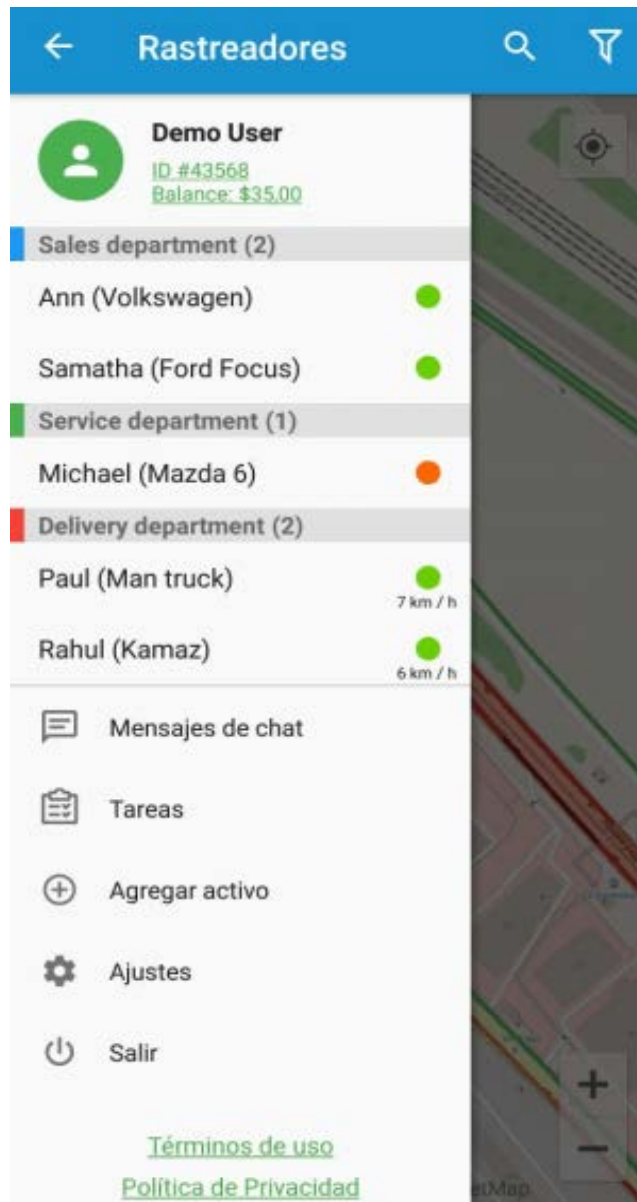 Rastreadores
Demo User
ID #43568
Balance: $35.00
Sales department (2)
Ann (Volkswagen)
Samatha (Ford Focus)
Service department (1)
Michael (Mazda 6)
Delivery department (2)
Paul (Man truck)
7 km / h
Rahul (Kamaz)
6 km / h
Mensajes de chat
Tareas
Agregar activo
Ajustes
Salir
Términos de uso
Política de Privacidad
etMap